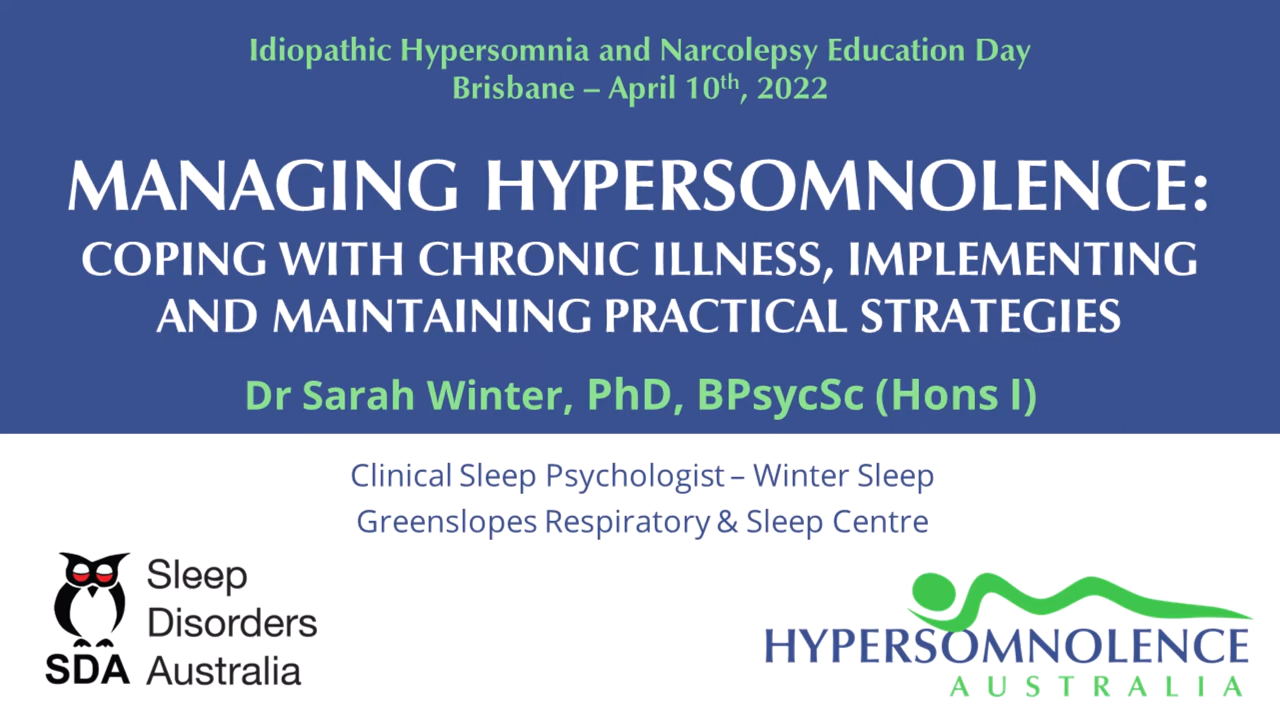 Idiopathic Hypersomnia and Narcolepsy Education Day
Brisbane – April 10th, 2022
MANAGING HYPERSOMNOLENCE:
COPING WITH CHRONIC ILLNESS, IMPLEMENTING
AND MAINTAINING PRACTICAL STRATEGIES
Dr Sarah Winter, PhD, BPsycSc (Hons I)
Clinical Sleep Psychologist – Winter Sleep
Greenslopes Respiratory & Sleep Centre
Sleep
Disorders
SDA Australia
HYPERSOMNOLENCE
AUSTRALIA